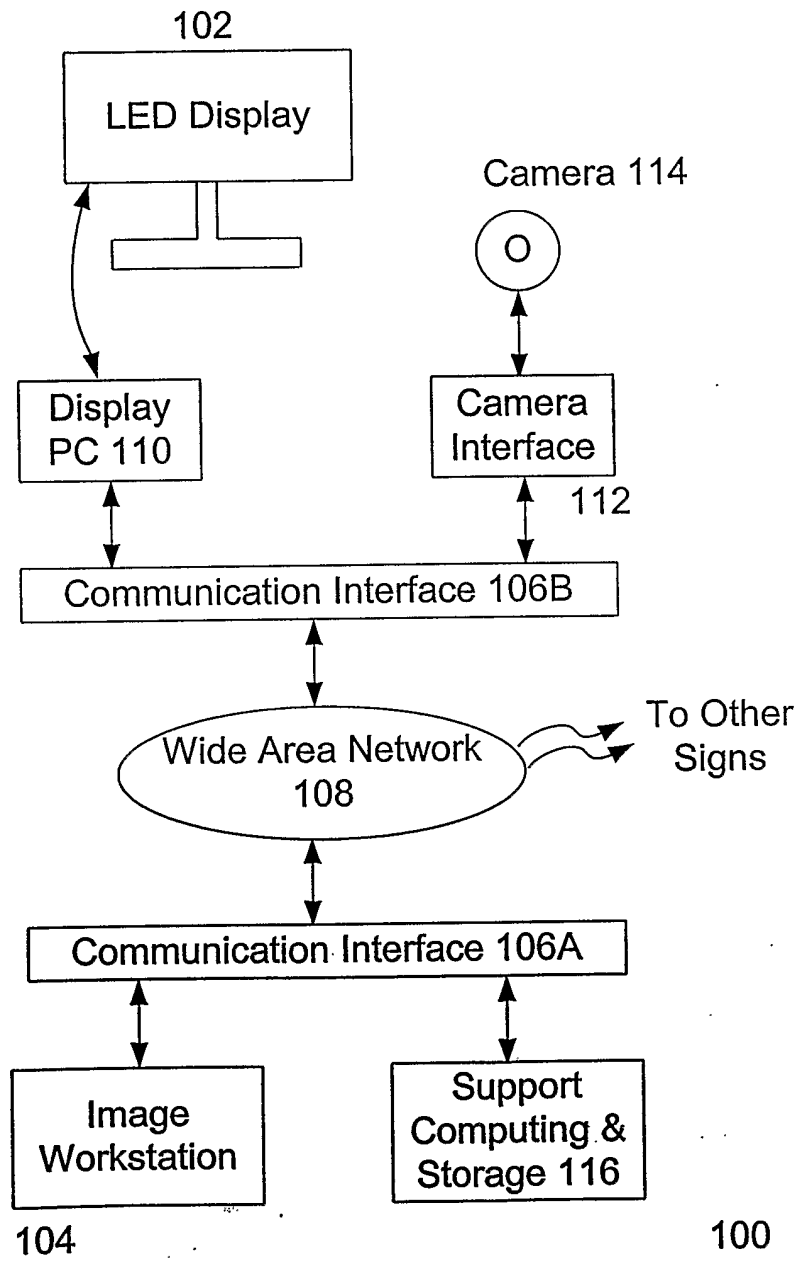 102
LED Display
Camera 114
O
Display
PC 110
Camera
Interface
112
Communication Interface 106B
Wide Area Network
108
To Other
Signs
Communication Interface 106A
Image
Workstation
Support
Computing &
Storage 116
104
100